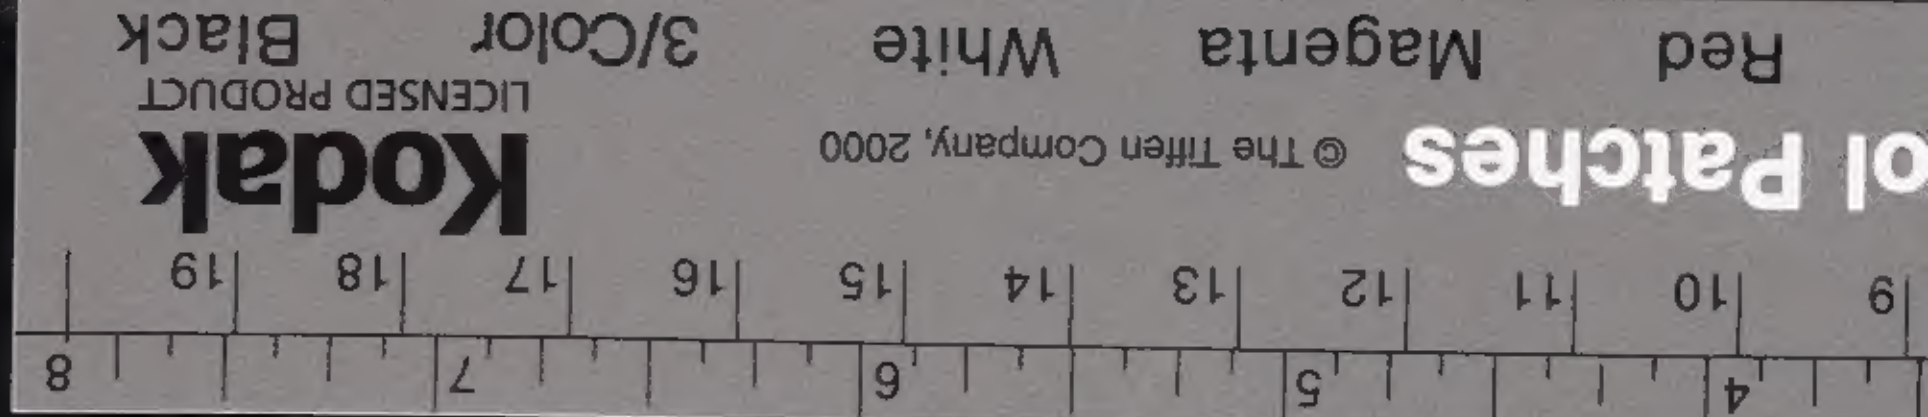 4 5 6 7 8
9 10 11 12 13 14 15 16 17 18 19
ol Patches © The Tiffen Company, 2000 Kodak
LICENSED PRODUCT
Red Magenta White 3/Color Black